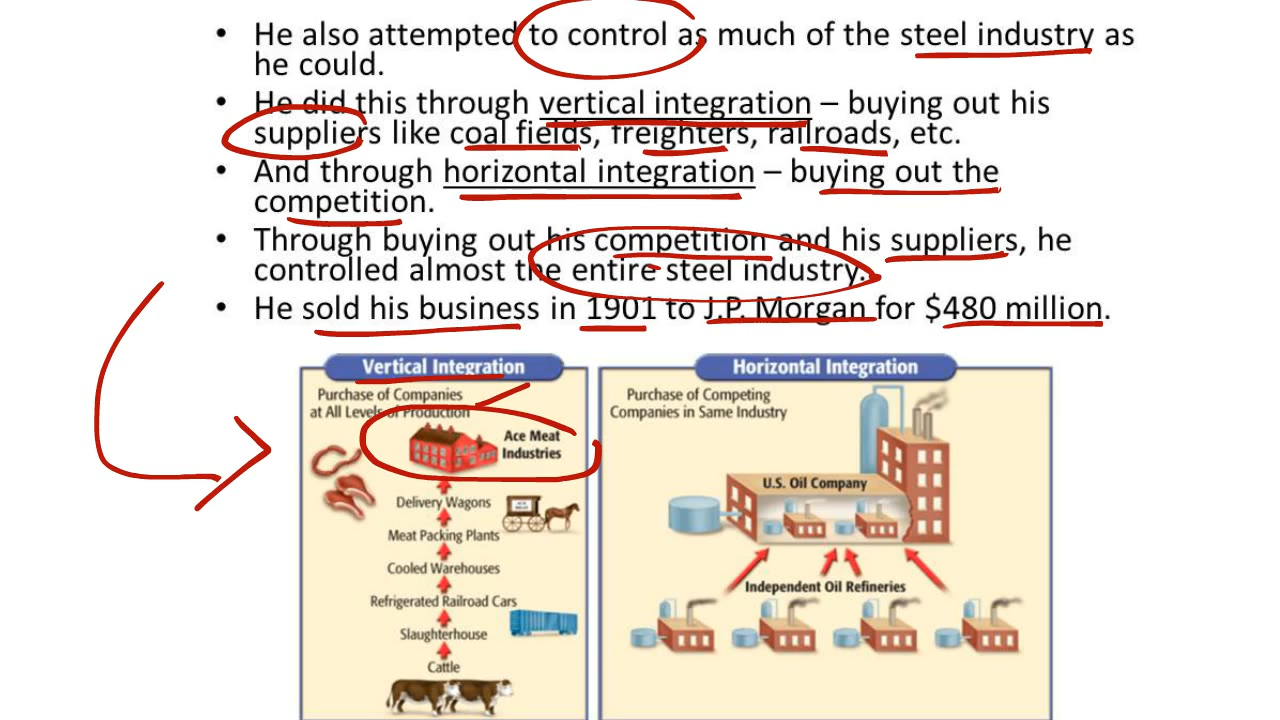 • He also attempted to control as much of the steel industry as
he could.
• He did this through vertical integration – buying out his
suppliers like coal fields, freighters, railroads, etc.
• And through horizontal integration – buying out the
competition.
• Through buying out his competition and his suppliers, he
controlled almost the entire steel industry.
• He sold his business in 1901 to J.P. Morgan for $480 million.
Vertical Integration
Purchase of Companies
at All Levels of Production
Ace Meat
Industries
Delivery Wagons
Meat Packing Plants
Cooled Warehouses
Refrigerated Railroad Cars
Slaughterhouse
Cattle
Horizontal Integration
Purchase of Competing
Companies in Same Industry
U.S. Oil Company
Independent Oil Refineries